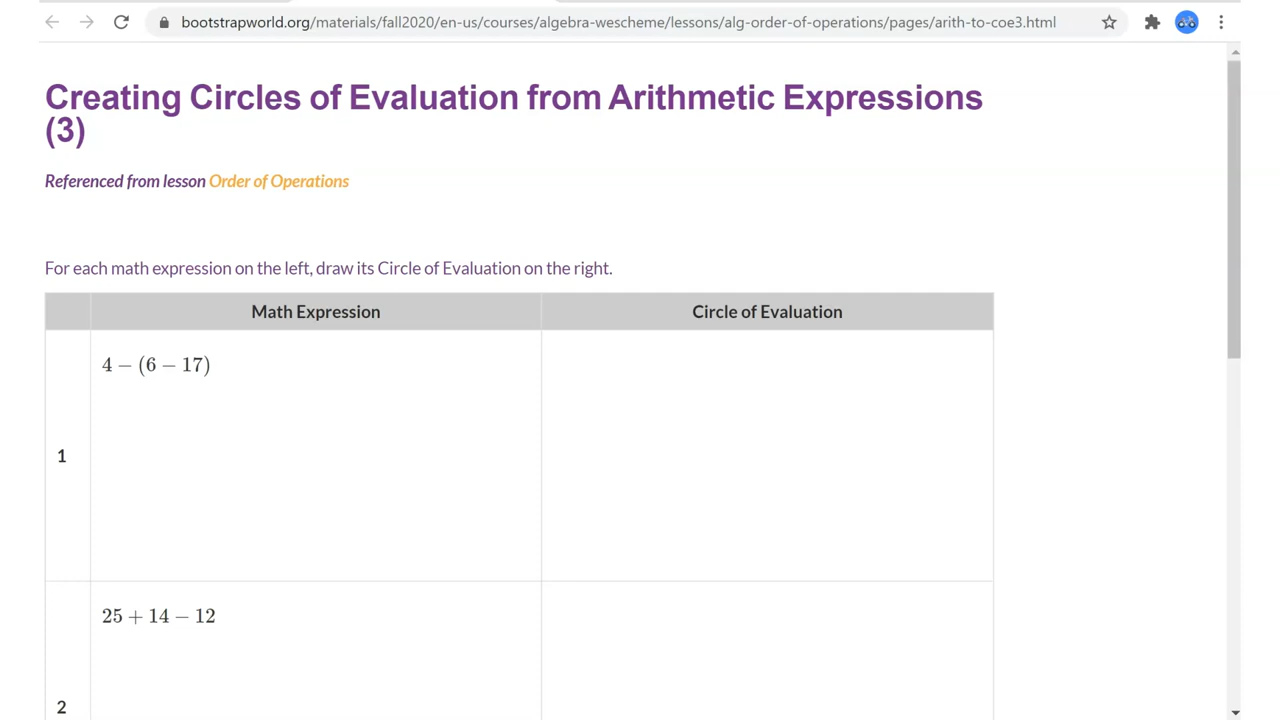 bootstrapworld.org/materials/fall2020/en-us/courses/algebra-wescheme/lessons/alg-order-of-operations/pages/arith-to-coe3.html
Creating Circles of Evaluation from Arithmetic Expressions
(3)
Referenced from lesson Order of Operations
For each math expression on the left, draw its Circle of Evaluation on the right.
Math Expression Circle of Evaluation
4 − (6 − 17)
1
25 + 14 − 12
2